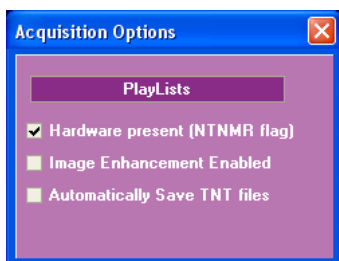 Acquisition Options
PlayLists
Hardware present (NTNMR flag)
Image Enhancement Enabled
Automatically Save TNT files